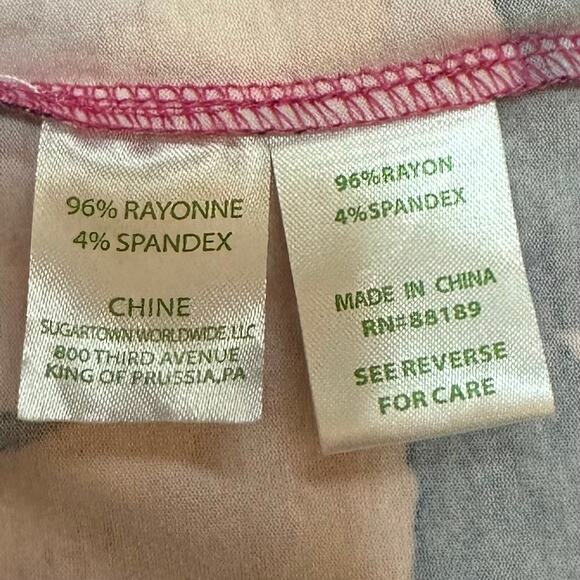 96% RAYONNE
4% SPANDEX
CHINE
SUGARTOWN WORLDWIDE LLC
800 THIRD AVENUE
KING OF PRUSSIA,PA
96%RAYON
4%SPANDEX
MADE IN CHINA
RN#88189
SEE REVERSE
FOR CARE